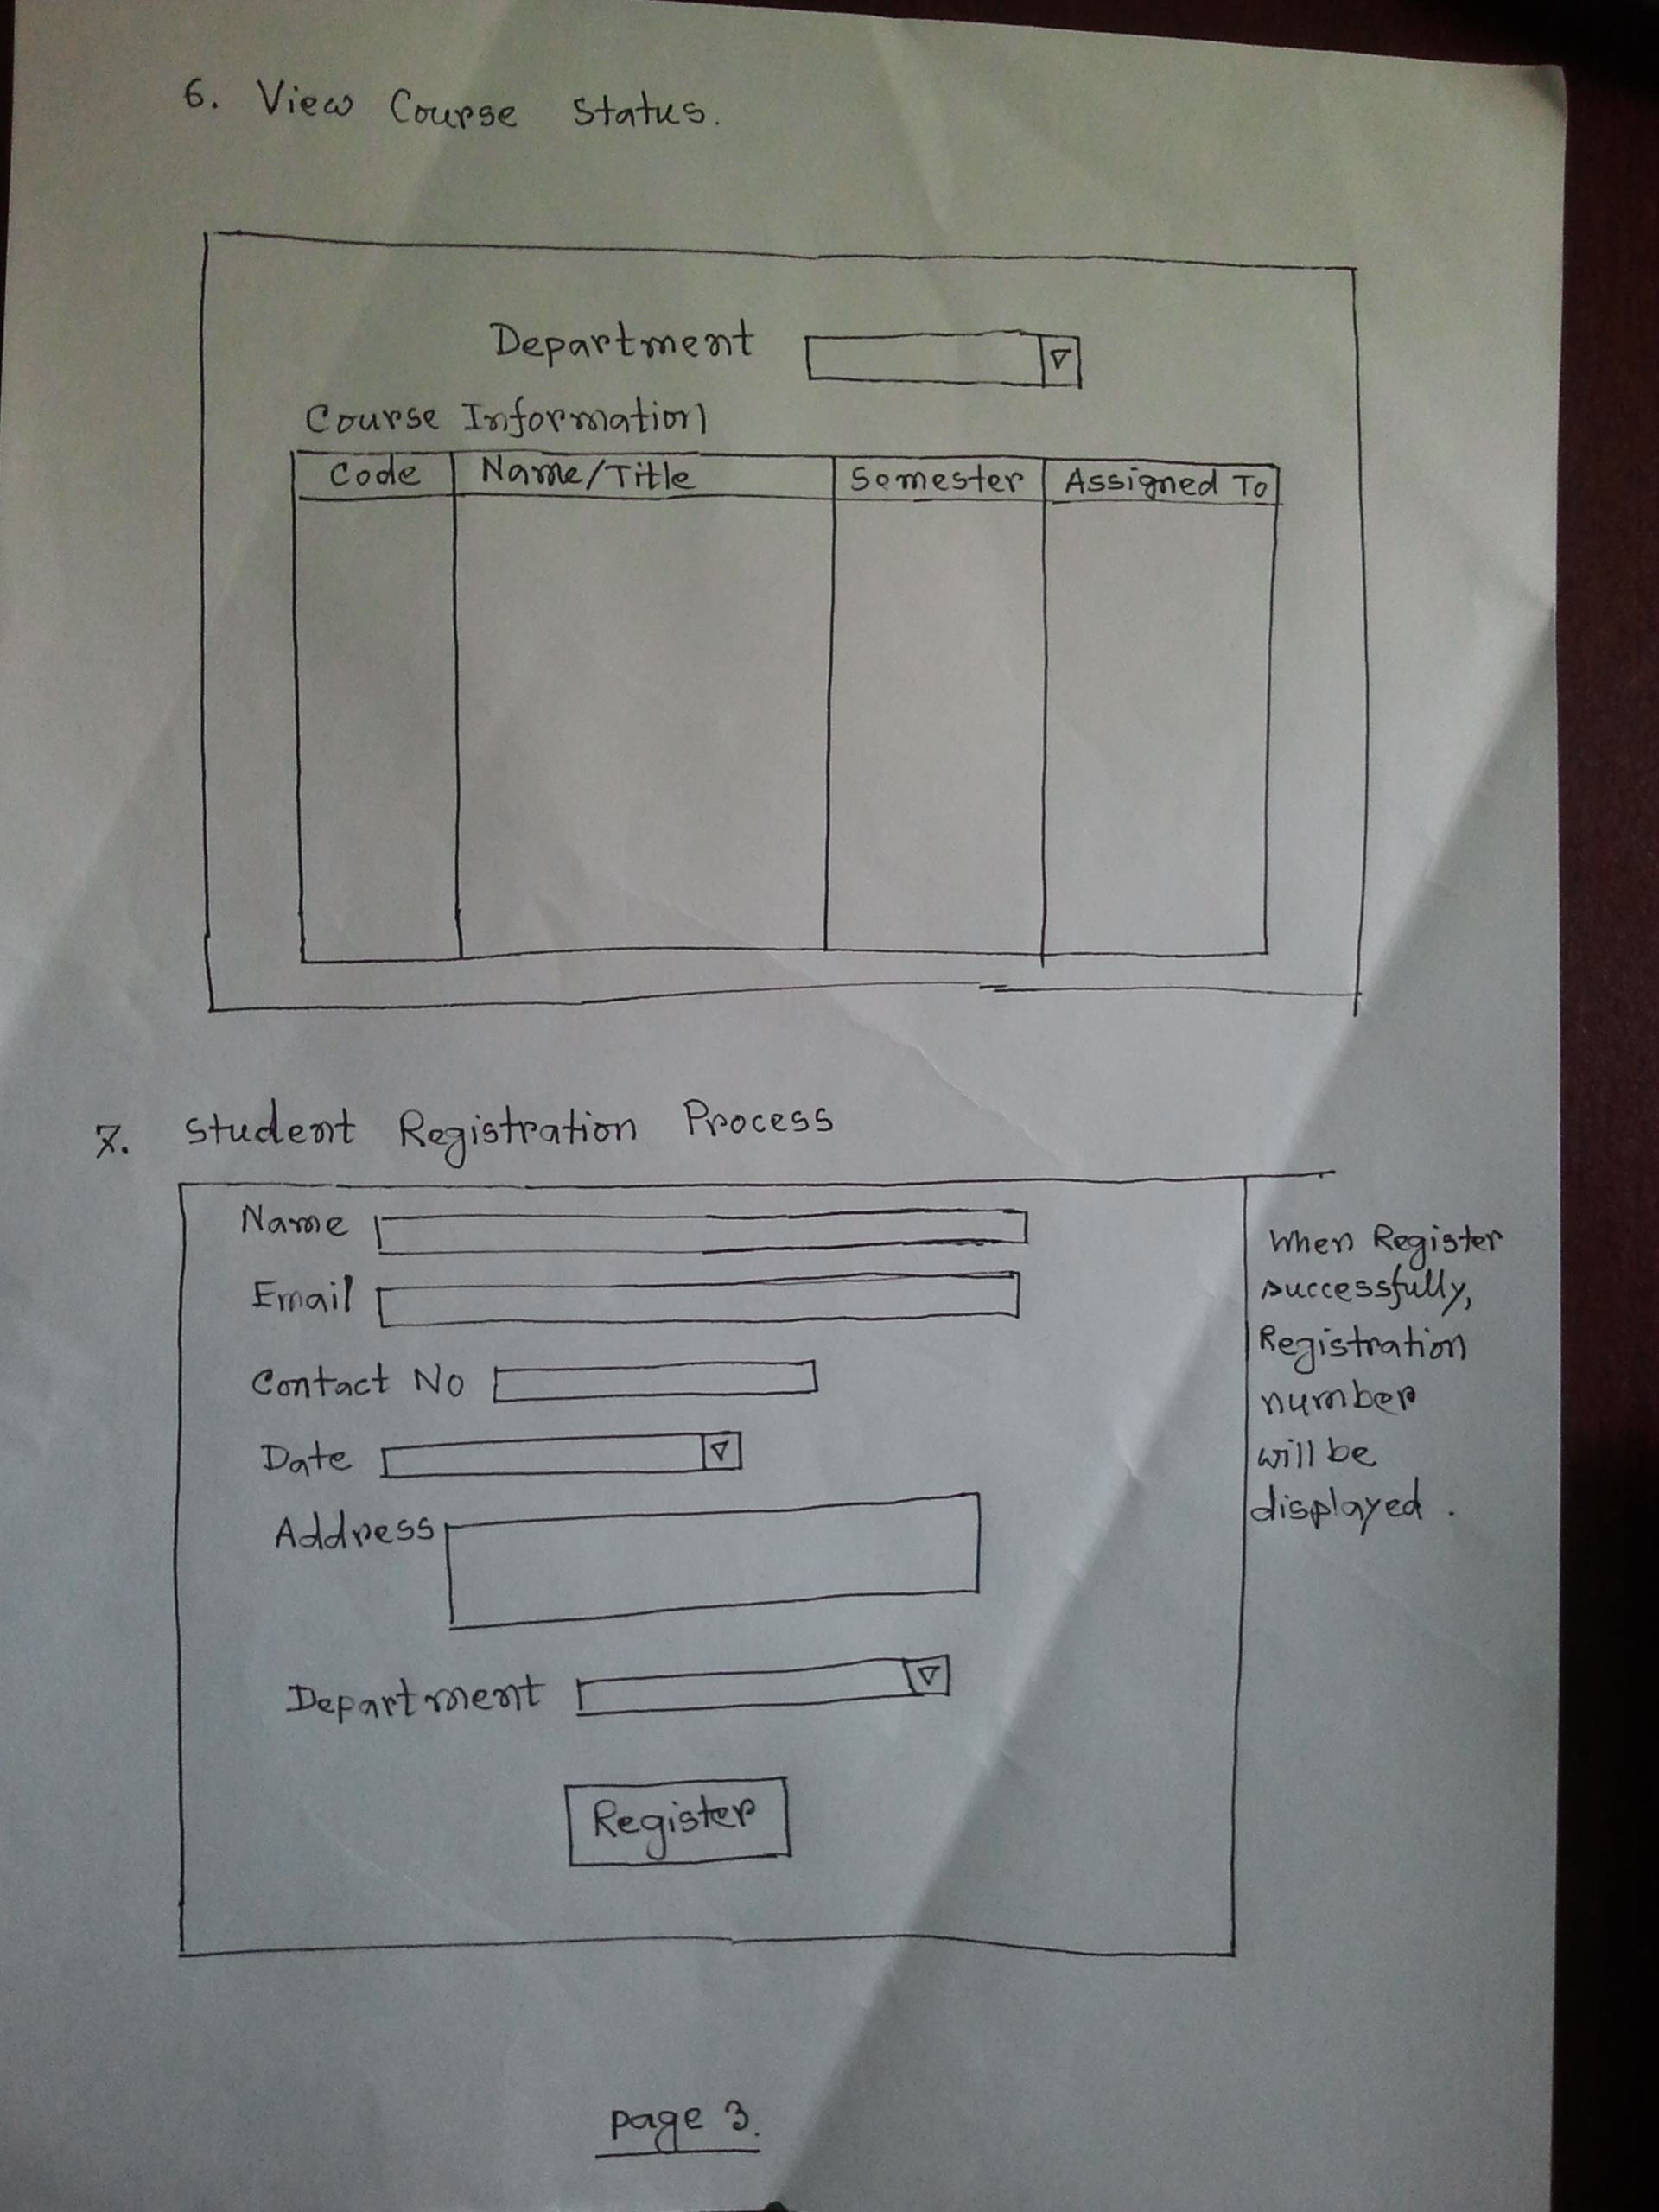 6. View Course Status.
Department
Course Information
Code Name/Title Semester Assigned To
7. Student Registration Process
Name
Email
Contact No
Date
Address
Department
Register
When Register
successfully,
Registration
number
will be
displayed.
page 3.